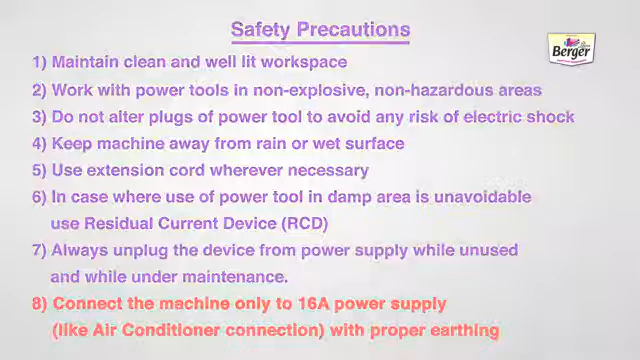 Safety Precautions
Berger
1) Maintain clean and well lit workspace
2) Work with power tools in non-explosive, non-hazardous areas
3) Do not alter plugs of power tool to avoid any risk of electric shock
4) Keep machine away from rain or wet surface
5) Use extension cord wherever necessary
6) In case where use of power tool in damp area is unavoidable
use Residual Current Device (RCD)
7) Always unplug the device from power supply while unused
and while under maintenance.
8) Connect the machine only to 16A power supply
(like Air Conditioner connection) with proper earthing